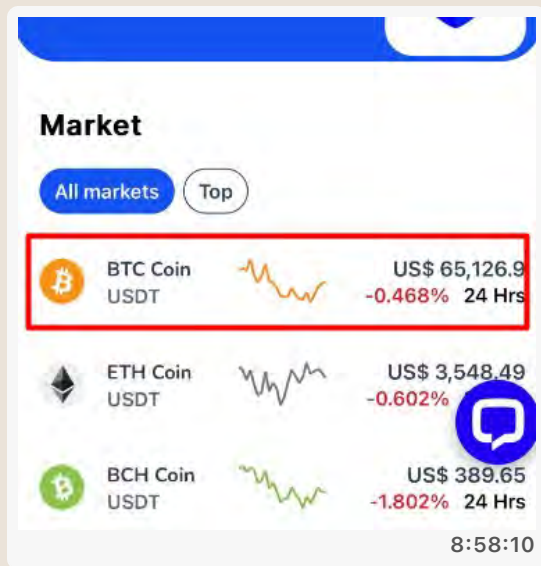 Market
All markets Top
BTC Coin US$ 65,126.9
USDT -0.468% 24 Hrs
ETH Coin US$ 3,548.49
USDT -0.602%
BCH Coin US$ 389.65
USDT -1.802% 24 Hrs
8:58:10